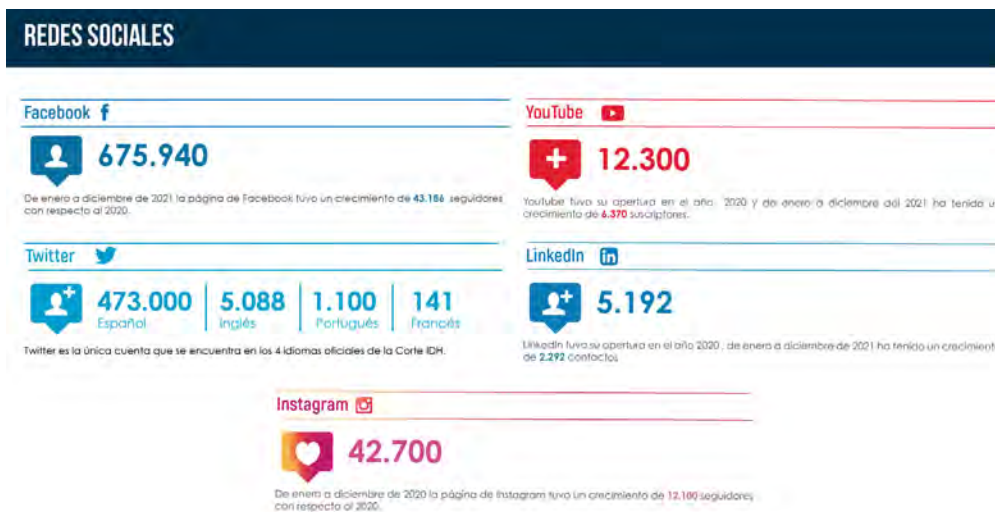 REDES SOCIALES
Facebook
675.940
De enero a diciembre de 2021 la página de Facebook tuvo un crecimiento de 43.186 seguidores
con respecto al 2020.
YouTube
12.300
Youtube tuvo su apertura en el año 2020 y de enero a diciembre del 2021 ha tenido u
crecimiento de 6.370 suscriptores.
Twitter
473.000 5.088 1.100 141
Español Inglés Portugués Francés
Twitter es la única cuenta que se encuentra en los 4 idiomas oficiales de la Corte IDH.
LinkedIn
5.192
Linkedin tuvo su apertura en el año 2020 , de enero a diciembre de 2021 ha tenido un crecimient
de 2.292 contactos
Instagram
42.700
De enero a diciembre de 2020 la página de Instagram tuvo un crecimiento de 12.100 seguidores
con respecto al 2020.